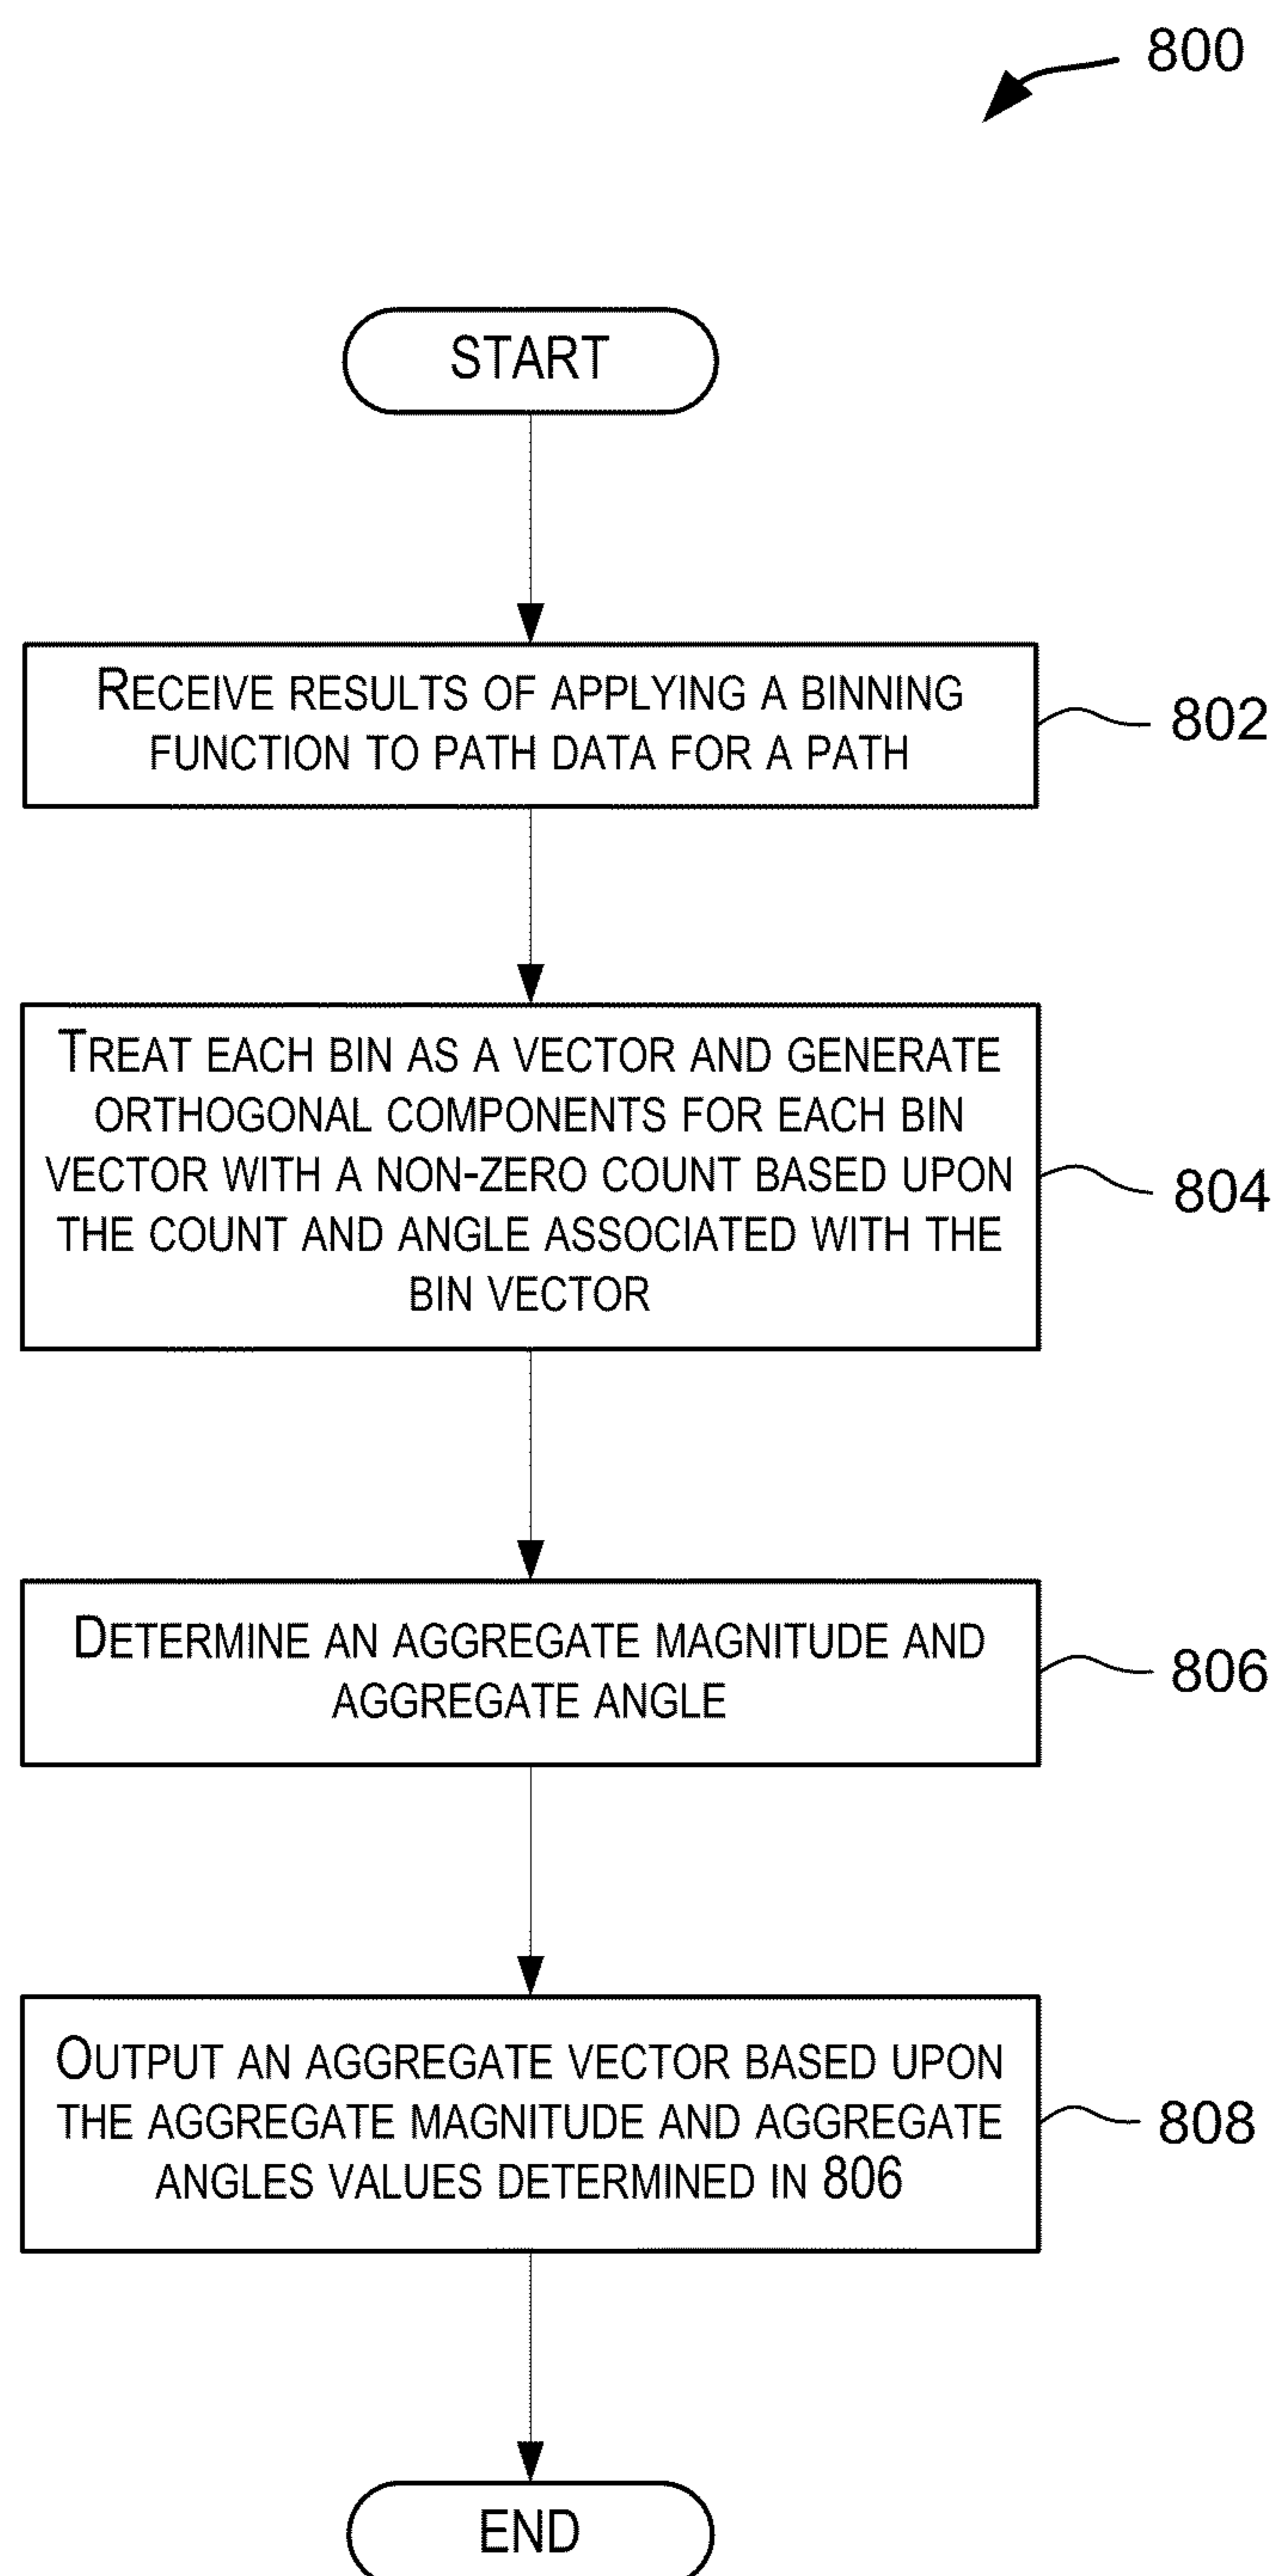 800
START
RECEIVE RESULTS OF APPLYING A BINNING
FUNCTION TO PATH DATA FOR A PATH
802
TREAT EACH BIN AS A VECTOR AND GENERATE
ORTHOGONAL COMPONENTS FOR EACH BIN
VECTOR WITH A NON-ZERO COUNT BASED UPON
THE COUNT AND ANGLE ASSOCIATED WITH THE
BIN VECTOR
804
DETERMINE AN AGGREGATE MAGNITUDE AND
AGGREGATE ANGLE
806
OUTPUT AN AGGREGATE VECTOR BASED UPON
THE AGGREGATE MAGNITUDE AND AGGREGATE
ANGLES VALUES DETERMINED IN 806
808
END